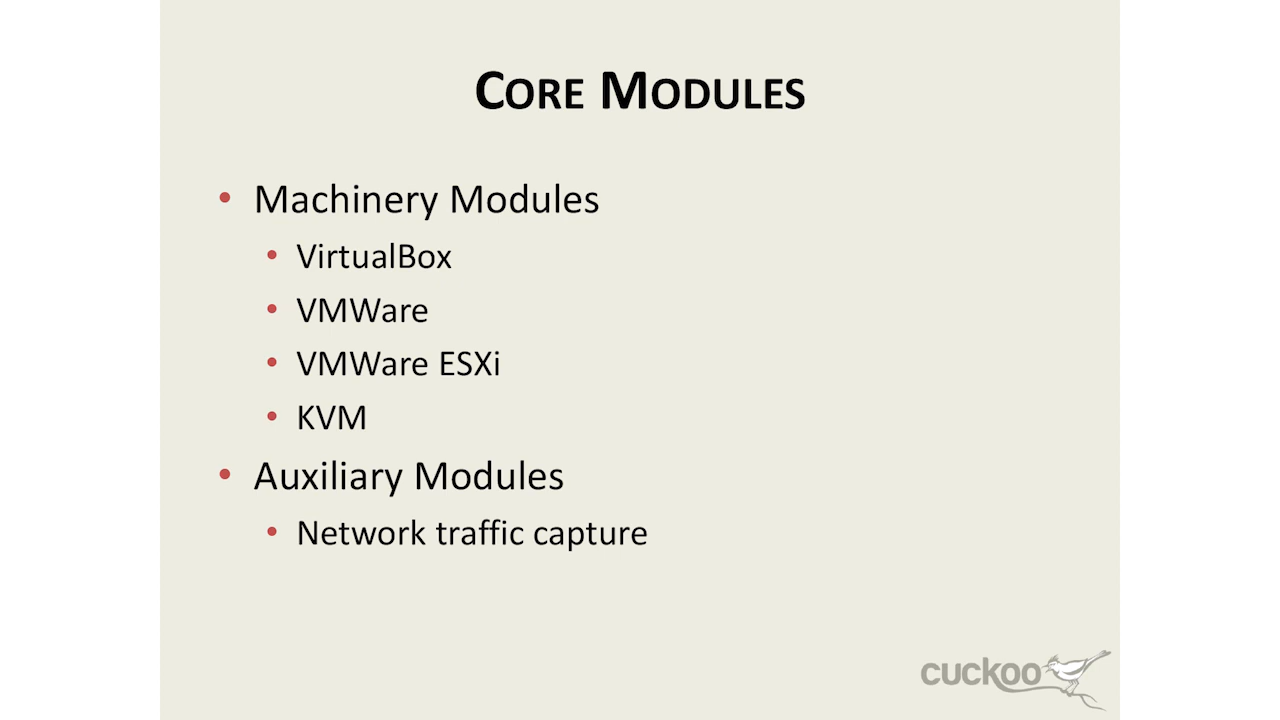 CORE MODULES
• Machinery Modules
• VirtualBox
• VMWare
• VMWare ESXi
• KVM
• Auxiliary Modules
• Network traffic capture
cuckoo